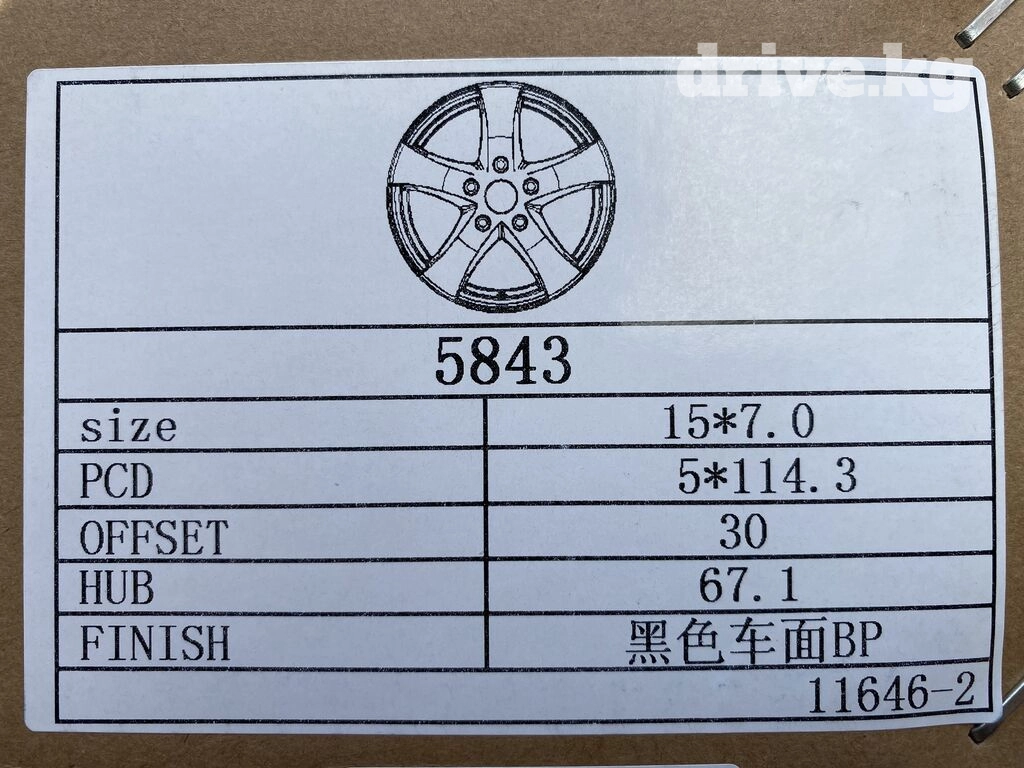 drive.kg
5843
size 15*7.0
PCD 5*114.3
OFFSET 30
HUB 67.1
FINISH 黑色车面BP
11646-2